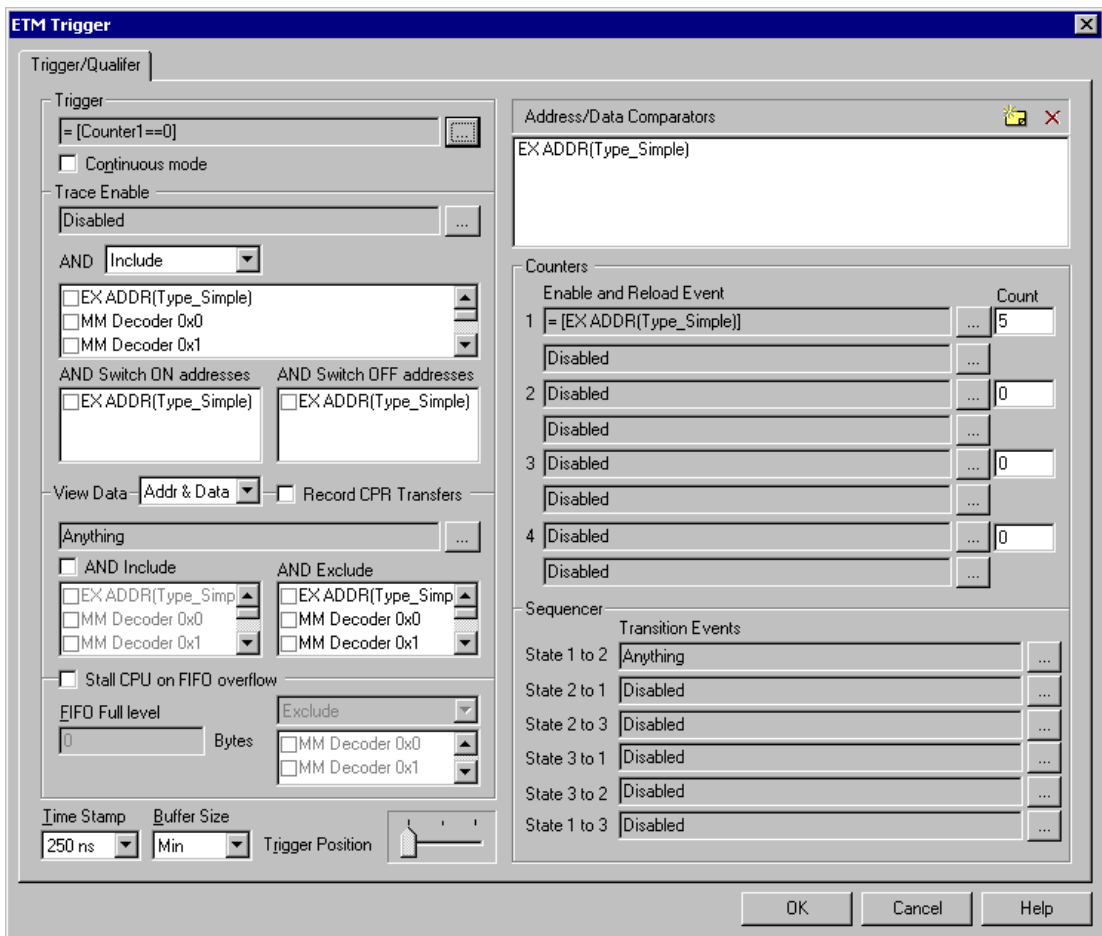 ETM Trigger
Trigger/Qualifer
Trigger
= [Counter1==0]
...
Continuous mode
Trace Enable
Disabled
...
AND Include
EX ADDR(Type_Simple)
MM Decoder 0x0
MM Decoder 0x1
AND Switch ON addresses
AND Switch OFF addresses
EX ADDR(Type_Simple)
EX ADDR(Type_Simple)
View Data
Addr & Data
Record CPR Transfers
Anything
...
AND Include
AND Exclude
EX ADDR(Type_Simp
MM Decoder 0x0
MM Decoder 0x1
EX ADDR(Type_Simp
MM Decoder 0x0
MM Decoder 0x1
Stall CPU on FIFO overflow
FIFO Full level
0
Bytes
Exclude
MM Decoder 0x0
MM Decoder 0x1
Time Stamp
250 ns
Buffer Size
Min
Trigger Position
Address/Data Comparators
EX ADDR(Type_Simple)
Counters
Enable and Reload Event
Count
1 = [EX ADDR(Type_Simple)] ... 5
Disabled ...
2 Disabled ... 0
Disabled ...
3 Disabled ... 0
Disabled ...
4 Disabled ... 0
Disabled ...
Sequencer
Transition Events
State 1 to 2 Anything ...
State 2 to 1 Disabled ...
State 2 to 3 Disabled ...
State 3 to 1 Disabled ...
State 3 to 2 Disabled ...
State 1 to 3 Disabled ...
OK
Cancel
Help